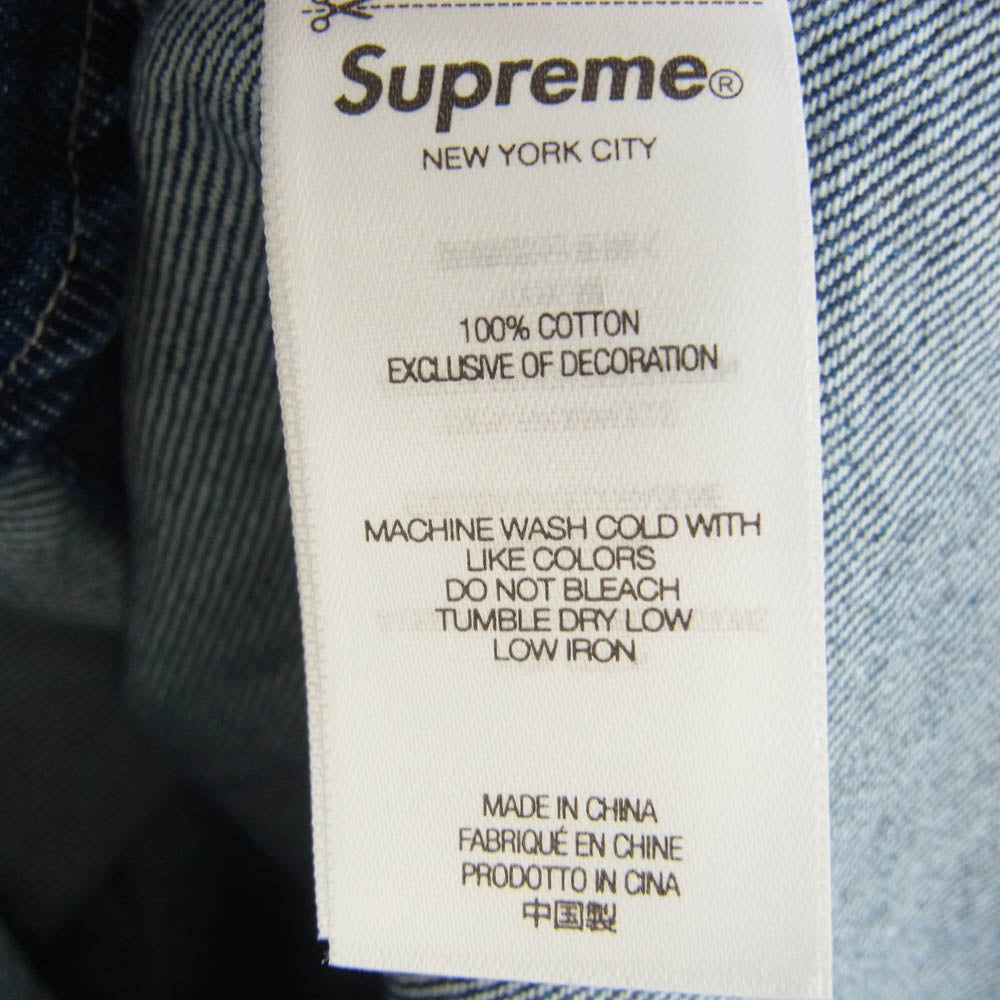 Supreme®
NEW YORK CITY
100% COTTON
EXCLUSIVE OF DECORATION
MACHINE WASH COLD WITH
LIKE COLORS
DO NOT BLEACH
TUMBLE DRY LOW
LOW IRON
MADE IN CHINA
FABRIQUÉ EN CHINE
PRODOTTO IN CINA
中国製